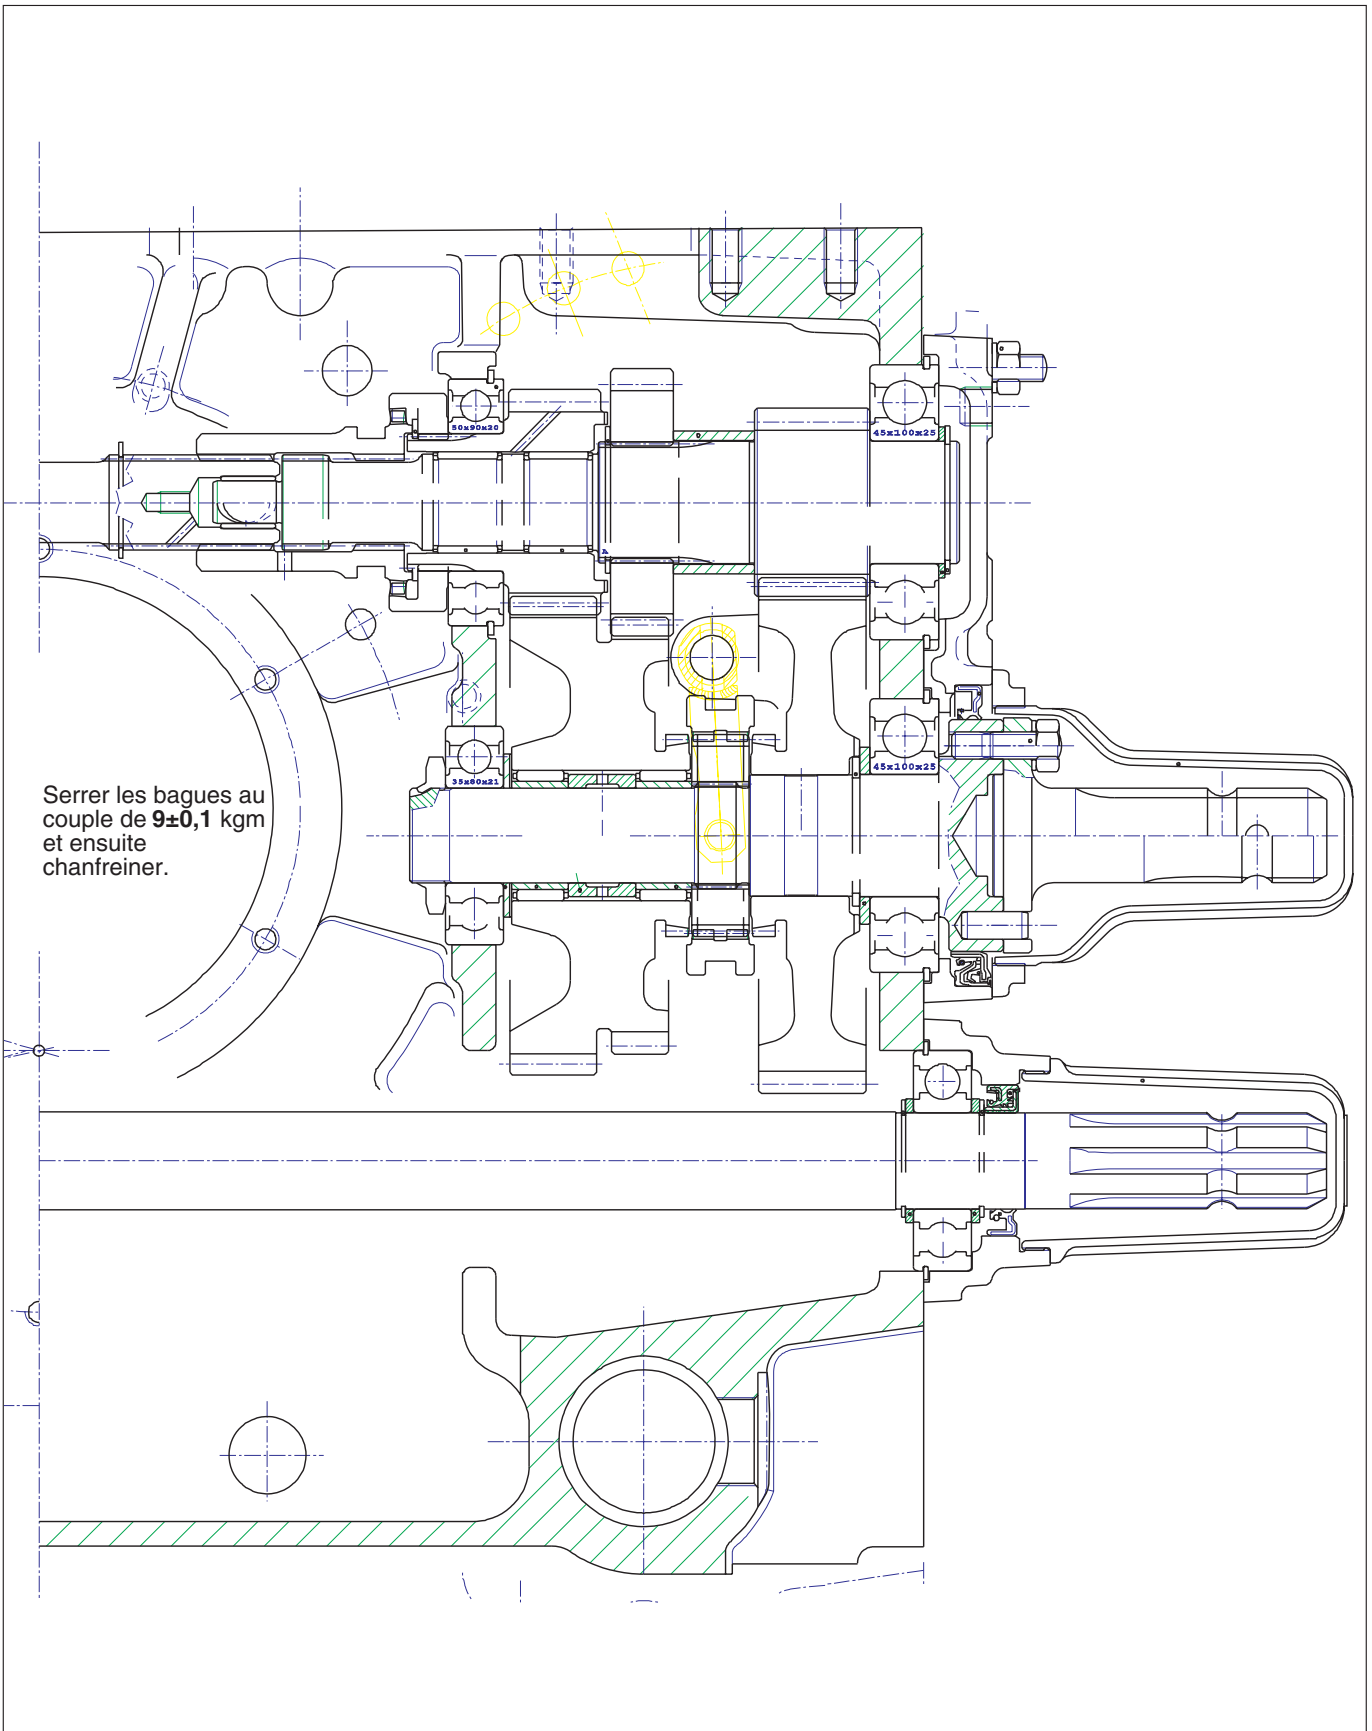 50x90x20
45x100x25
45x100x25
35x80x21
Serrer les bagues au
couple de 9±0,1 kgm
et ensuite
chanfreiner.